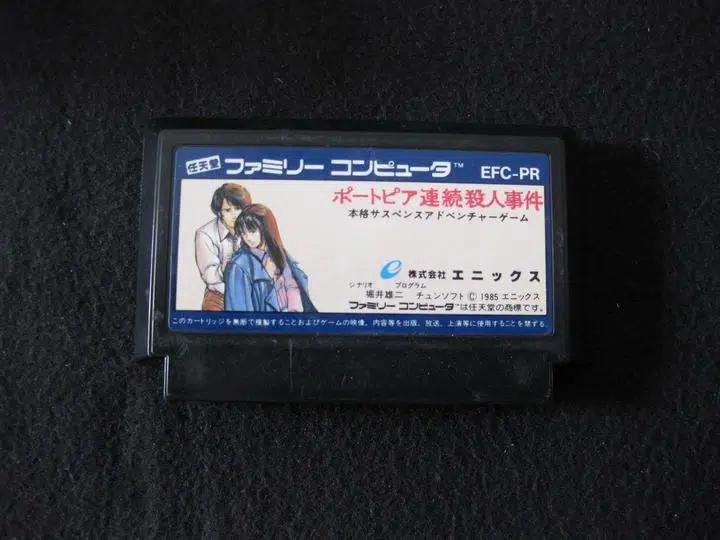 任天堂 ファミリー コンピュータ™ EFC-PR
ポートピア連続殺人事件
本格サスペンスアドベンチャーゲーム
e 株式会社 エニックス
シナリオ プログラム
堀井雄二 チュンソフト © 1985 エニックス
ファミリー コンピュータ™は任天堂の商標です。
このカートリッジを無断で複製することおよびゲームの映像、内容等を出版、放送、上演等に使用することを禁ずる。